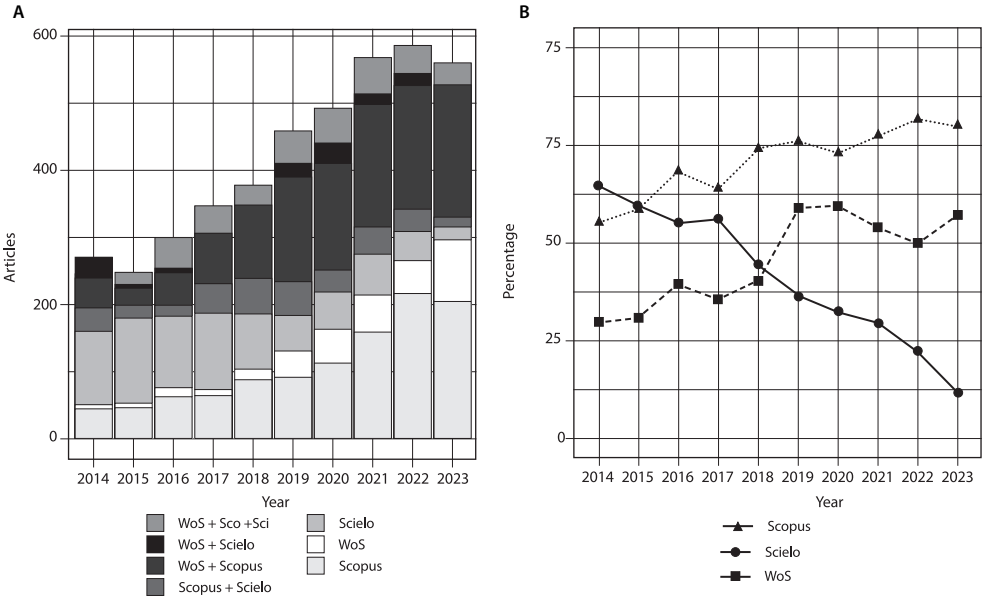 A
600
400
200
0
Articles
2014 2015 2016 2017 2018 2019 2020 2021 2022 2023
Year
WoS + Sco +Sci
WoS + Scielo
WoS + Scopus
Scopus + Scielo
Scielo
WoS
Scopus
B
75
75
50
25
0
Percentage
2014 2015 2016 2017 2018 2019 2020 2021 2022 2023
Year
Scopus
Scielo
WoS